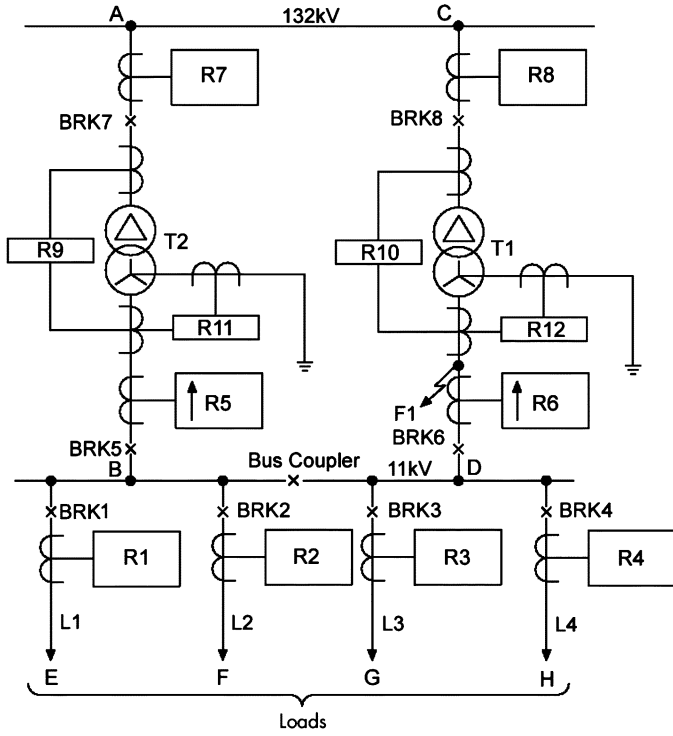 A
132kV
C
R7
R8
BRK7
BRK8
R9
T2
R10
T1
R11
R12
R5
F1
R6
BRK5
BRK6
B
Bus Coupler
11kV
D
BRK1
BRK2
BRK3
BRK4
R1
R2
R3
R4
L1
L2
L3
L4
E
F
G
H
Loads